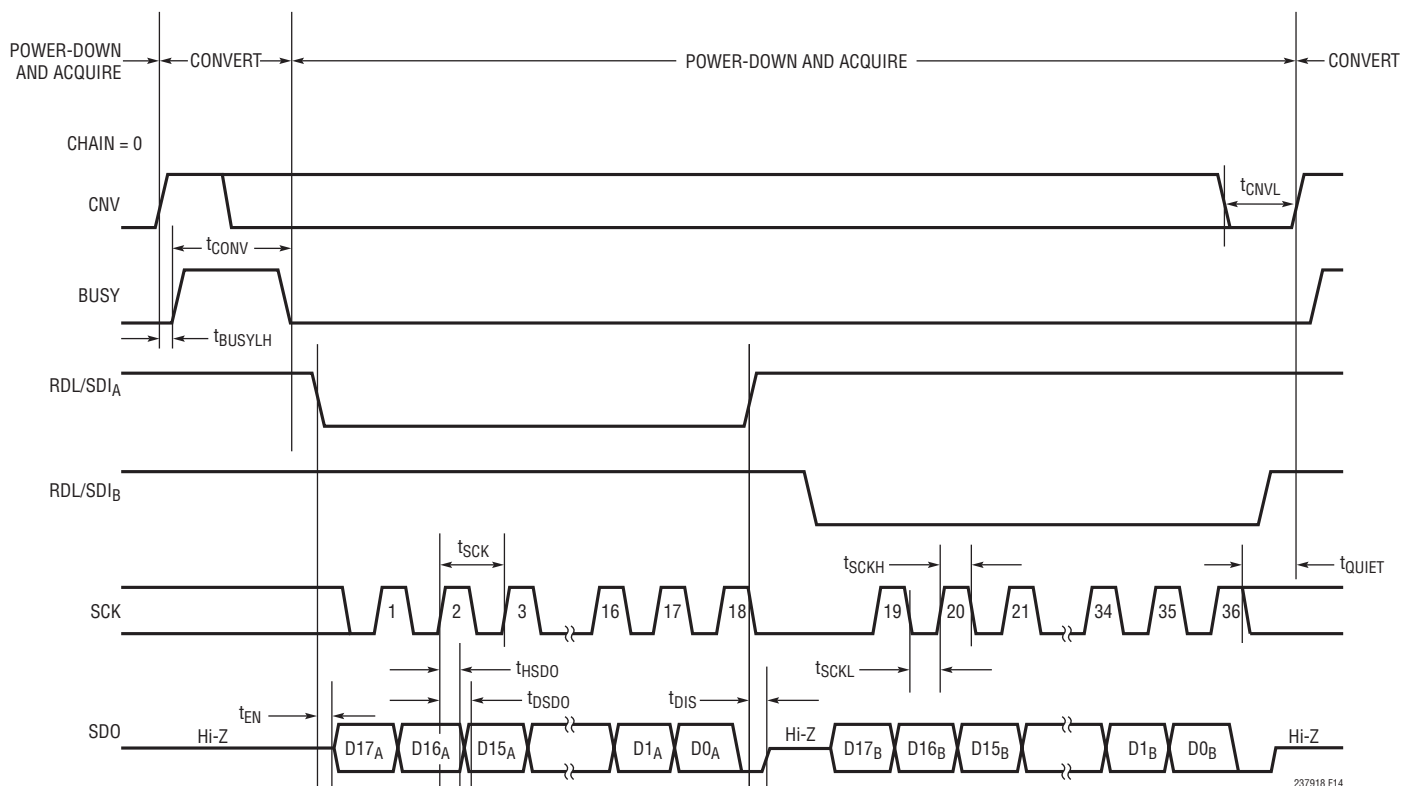 POWER-DOWN
AND ACQUIRE
CONVERT
POWER-DOWN AND ACQUIRE
CONVERT
CHAIN = 0
CNV
tCNVL
tCONV
BUSY
tBUSYLH
RDL/SDIA
RDL/SDIB
tSCK
tSCKH
tQUIET
SCK
1
2
3
16
17
18
19
20
21
34
35
36
tHSDO
tSCKL
tDSDO
tDIS
tEN
SDO
Hi-Z
D17A
D16A
D15A
D1A
D0A
Hi-Z
D17B
D16B
D15B
D1B
D0B
Hi-Z
237918 F14